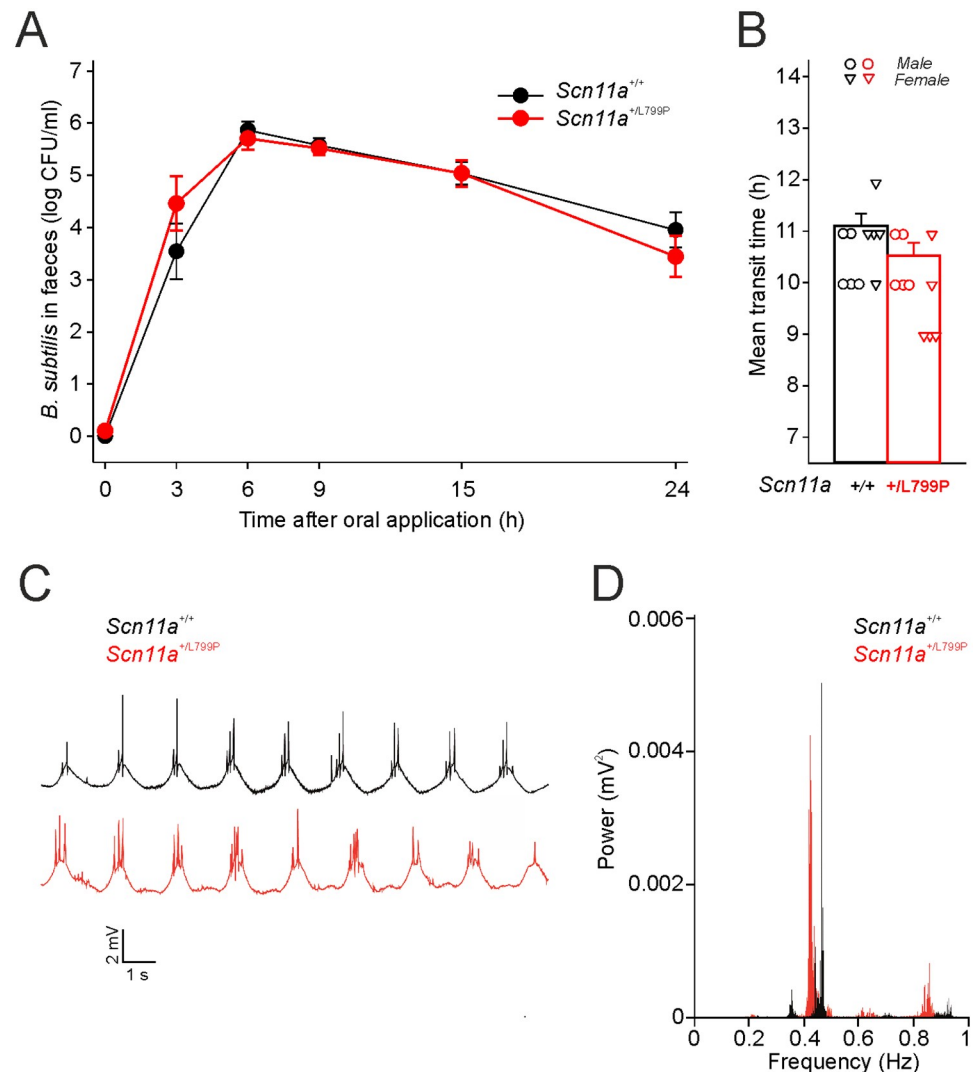 A
B. subtilis in faeces (log CFU/ml)
7
6
5
4
3
2
1
0
0 3 6 9 15 24
Time after oral application (h)
Scn11a+/+
Scn11a+/L799P
B
Male
Female
Mean transit time (h)
14
13
12
11
10
9
8
7
Scn11a +/+ +/L799P
C
Scn11a+/+
Scn11a+/L799P
2 mV
1 s
D
Scn11a+/+
Scn11a+/L799P
Power (mV²)
0.006
0.004
0.002
0
0 0.2 0.4 0.6 0.8 1
Frequency (Hz)